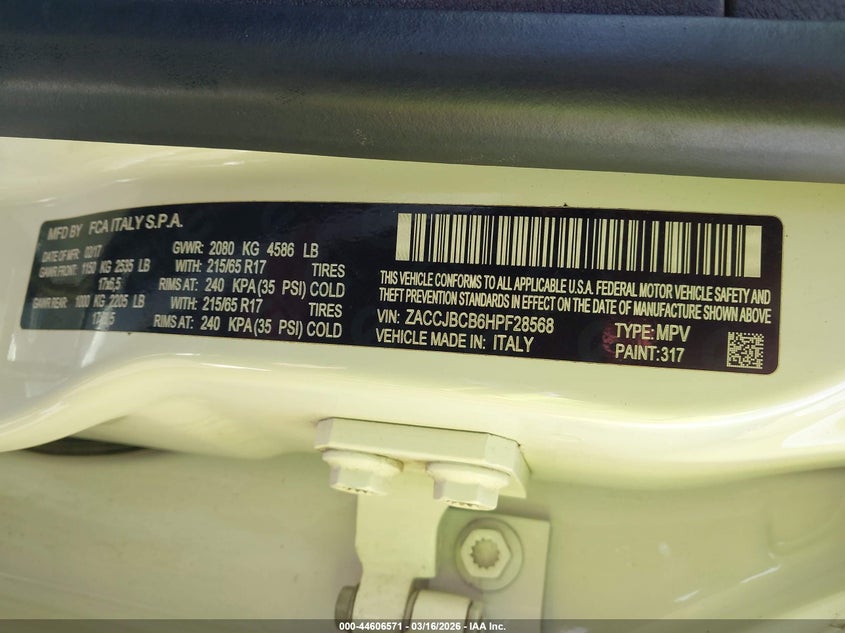 MFD BY FCA ITALY S.P.A.
DATE OF MFR: 02/17 GVWR: 2080 KG 4586 LB
GAWR FRONT: 1150 KG 2535 LB WITH: 215/65 R17 TIRES
17x6,5 RIMS AT: 240 KPA (35 PSI) COLD
GAWR REAR: 1000 KG 2205 LB WITH: 215/65 R17 TIRES
17x6,5 RIMS AT: 240 KPA (35 PSI) COLD
THIS VEHICLE CONFORMS TO ALL APPLICABLE U.S.A. FEDERAL MOTOR VEHICLE SAFETY AND
THEFT PREVENTION STANDARDS IN EFFECT ON THE DATE OF MANUFACTURE SHOWN ABOVE
VIN: ZACCJBCB6HPF28568 TYPE: MPV
VEHICLE MADE IN: ITALY PAINT: 317
000-44606571 - 03/16/2026 - IAA Inc.